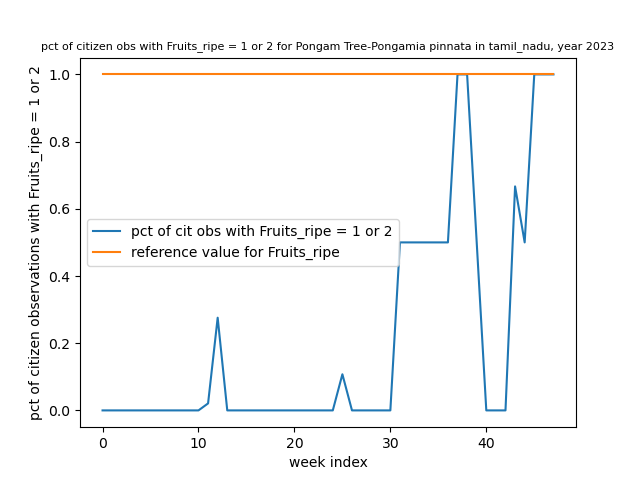 pct of citizen obs with Fruits_ripe = 1 or 2 for Pongam Tree-Pongamia pinnata in tamil_nadu, year 2023
pct of citizen observations with Fruits_ripe = 1 or 2
1.0
0.8
0.6
0.4
0.2
0.0
pct of cit obs with Fruits_ripe = 1 or 2
reference value for Fruits_ripe
0 10 20 30 40
week index